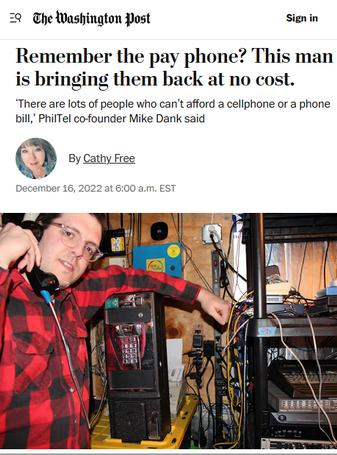 The Washington Post
Sign in
Remember the pay phone? This man
is bringing them back at no cost.
'There are lots of people who can't afford a cellphone or a phone
bill,' PhilTel co-founder Mike Dank said
By Cathy Free
December 16, 2022 at 6:00 a.m. EST